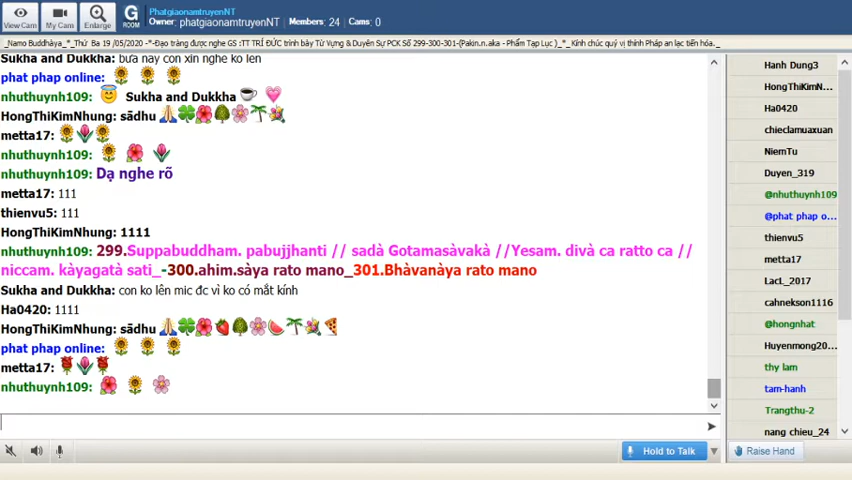 View Cam
My Cam
Enlarge
G ROOM
PhatgiaonamtruyenNT
Owner: phatgiaonamtruyenNT | Members: 24 | Cams: 0
_Namo Buddhàya_*_Thứ Ba 19 /05/2020 -*-Đạo tràng được nghe GS :TT TRÍ ĐỨC trình bày Từ Vựng & Duyên Sự PCK Số 299-300-301-(Pakin.n.aka - Phẩm Tạp Lục )_*_ Kính chúc quý vị thính Pháp an lạc tiến hóa._
Sukha and Dukkha: bữa nay con xin nghe ko lên
phat phap online:
nhuthuynh109: Sukha and Dukkha
HongThiKimNhung: sādhu
metta17:
nhuthuynh109:
nhuthuynh109: Dạ nghe rõ
metta17: 111
thienvu5: 111
HongThiKimNhung: 1111
nhuthuynh109: 299.Suppabuddham. pabujjhanti // sadà Gotamasàvakà //Yesam. divà ca ratto ca //
niccam. kàyagatà sati_-300.ahim.sàya rato mano_301.Bhàvanàya rato mano
Sukha and Dukkha: con ko lên mic đc vì ko có mắt kính
Ha0420: 1111
HongThiKimNhung: sādhu
phat phap online:
metta17:
nhuthuynh109:
Hanh Dung3
HongThiKimN...
Ha0420
chieclamuaxuan
NiemTu
Duyen_319
@nhuthuynh109
@phat phap o...
thienvu5
metta17
LacL_2017
cahnekson1116
@hongnhat
Huyenmong20...
thy lam
tam-hanh
Trangthu-2
nang chieu_24
Hold to Talk
Raise Hand